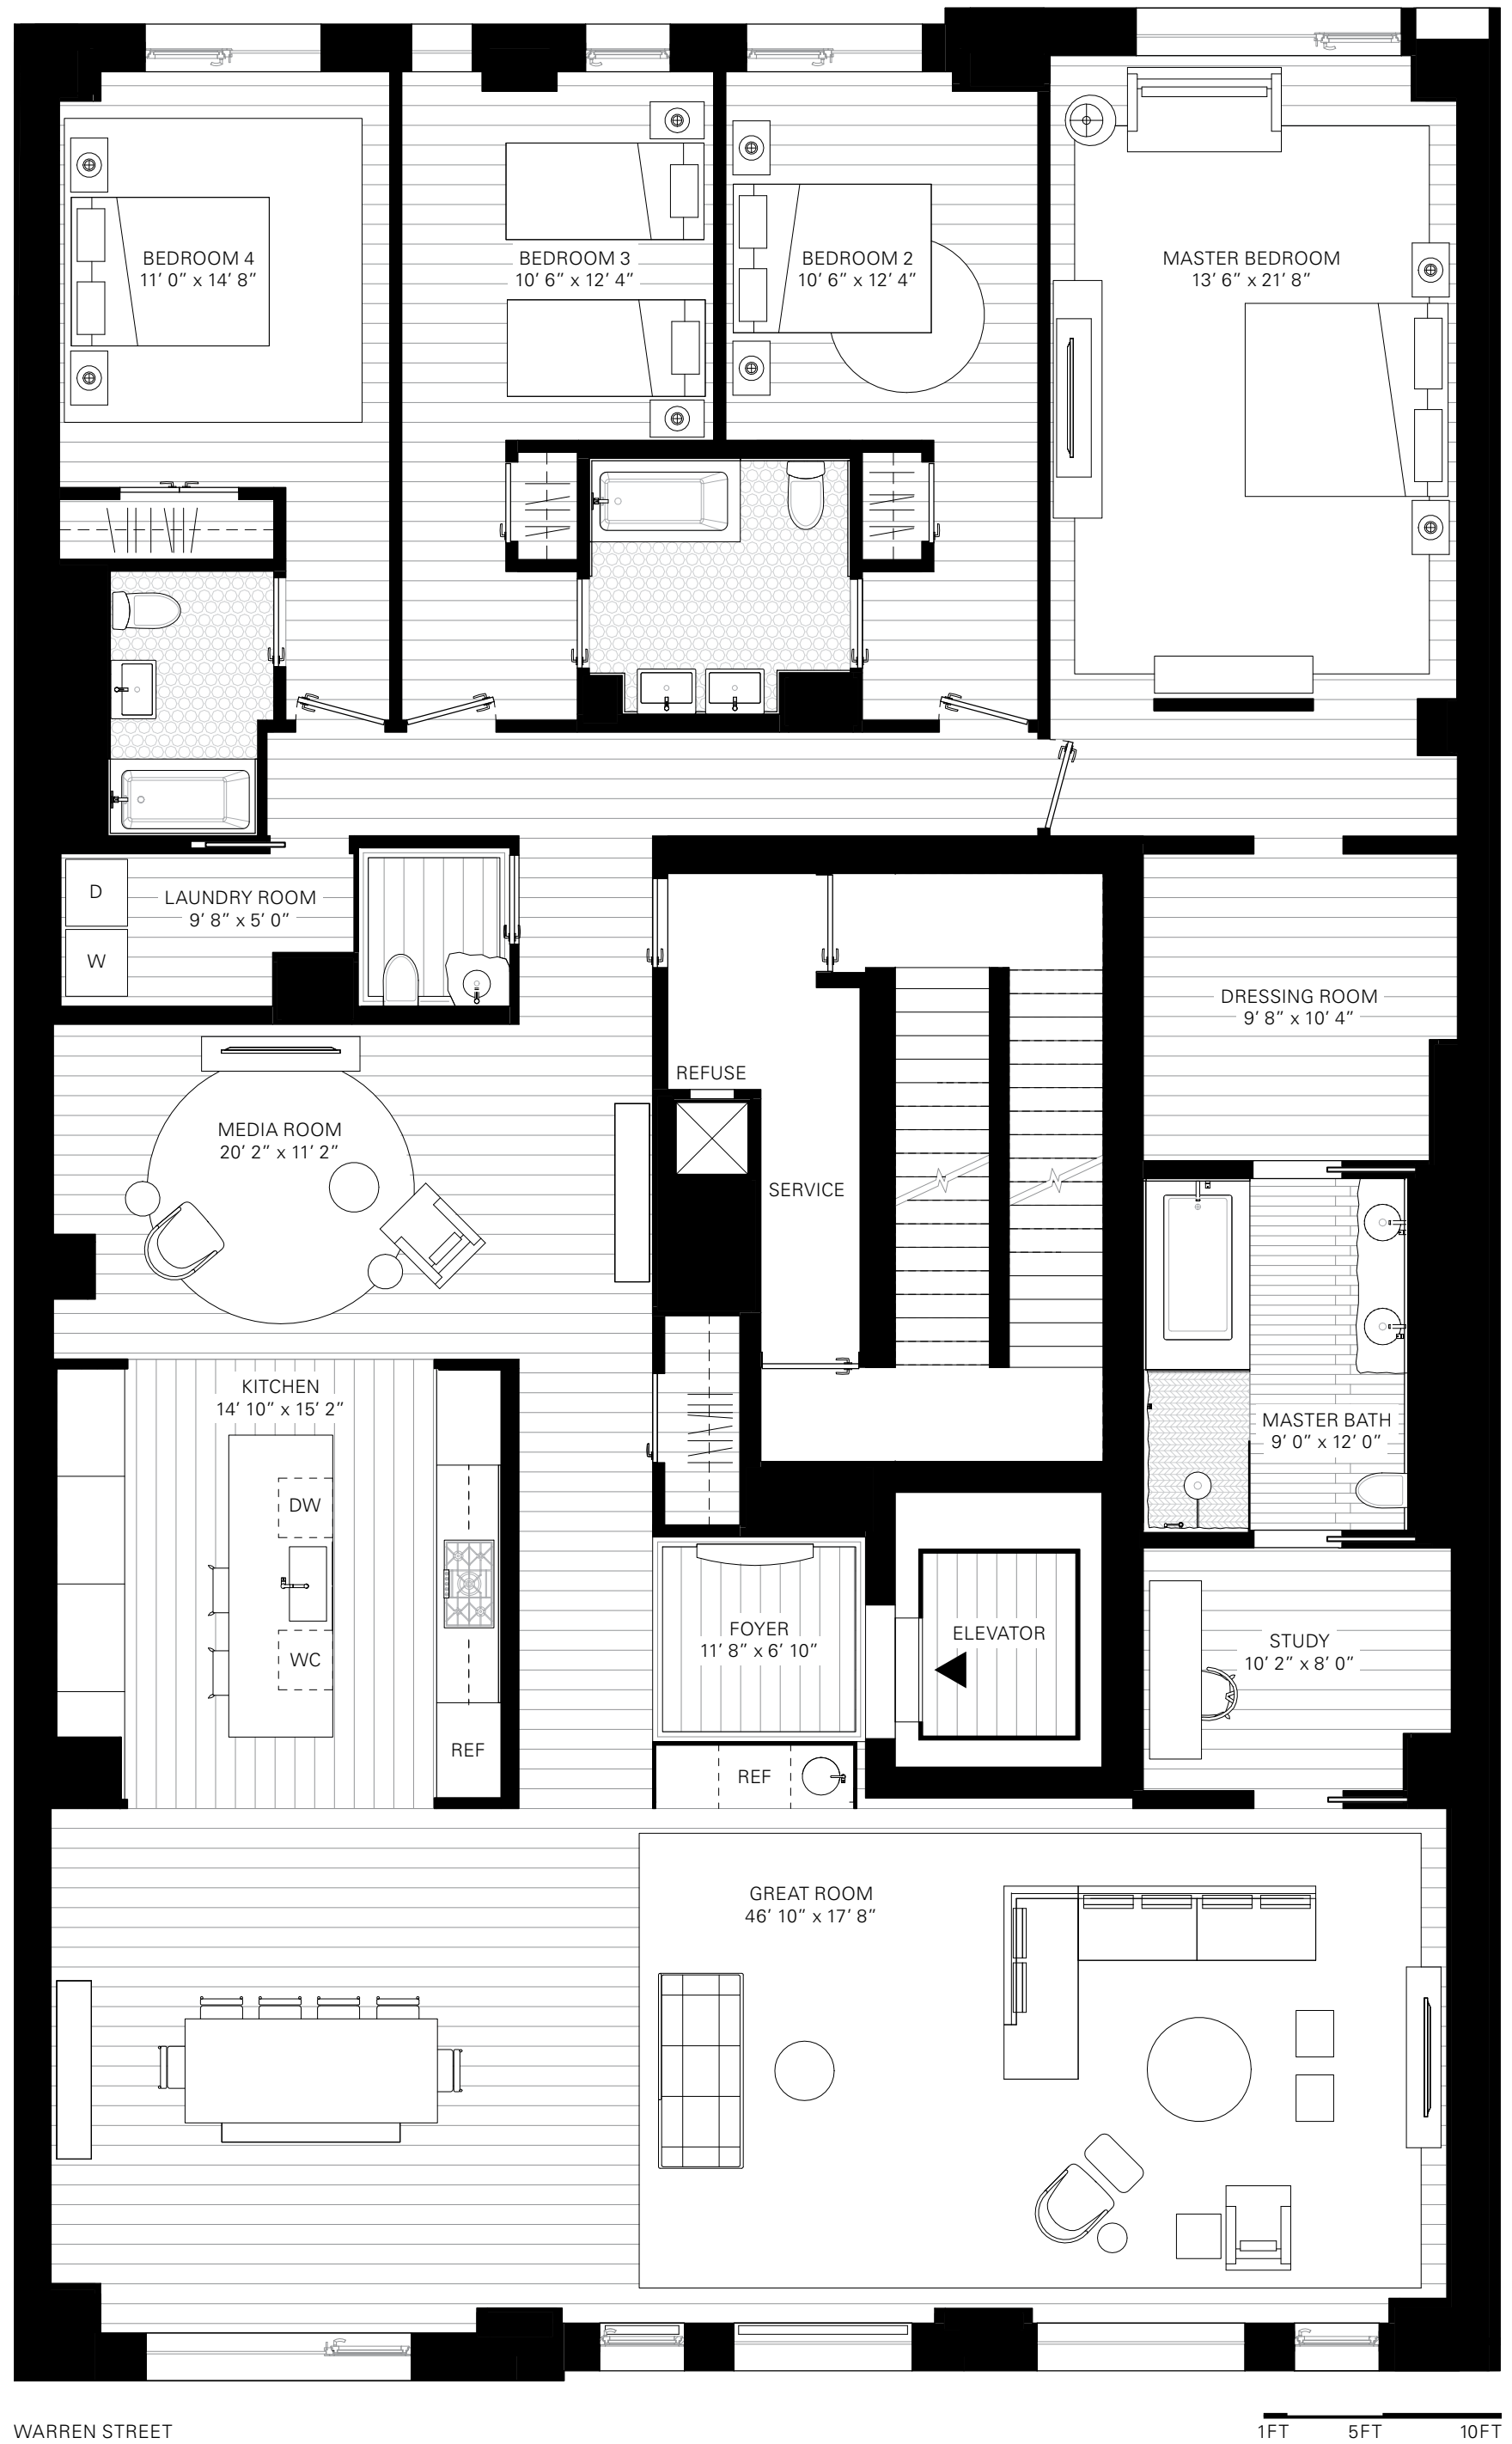 BEDROOM 4
11’ 0” x 14’ 8”
BEDROOM 3
10’ 6” x 12’ 4”
BEDROOM 2
10’ 6” x 12’ 4”
MASTER BEDROOM
13’ 6” x 21’ 8”
D
W
LAUNDRY ROOM
9’ 8” x 5’ 0”
DRESSING ROOM
9’ 8” x 10’ 4”
REFUSE
MEDIA ROOM
20’ 2” x 11’ 2”
SERVICE
KITCHEN
14’ 10” x 15’ 2”
MASTER BATH
9’ 0” x 12’ 0”
DW
WC
REF
FOYER
11’ 8” x 6’ 10”
ELEVATOR
STUDY
10’ 2” x 8’ 0”
REF
GREAT ROOM
46’ 10” x 17’ 8”
WARREN STREET
1FT 5FT 10FT